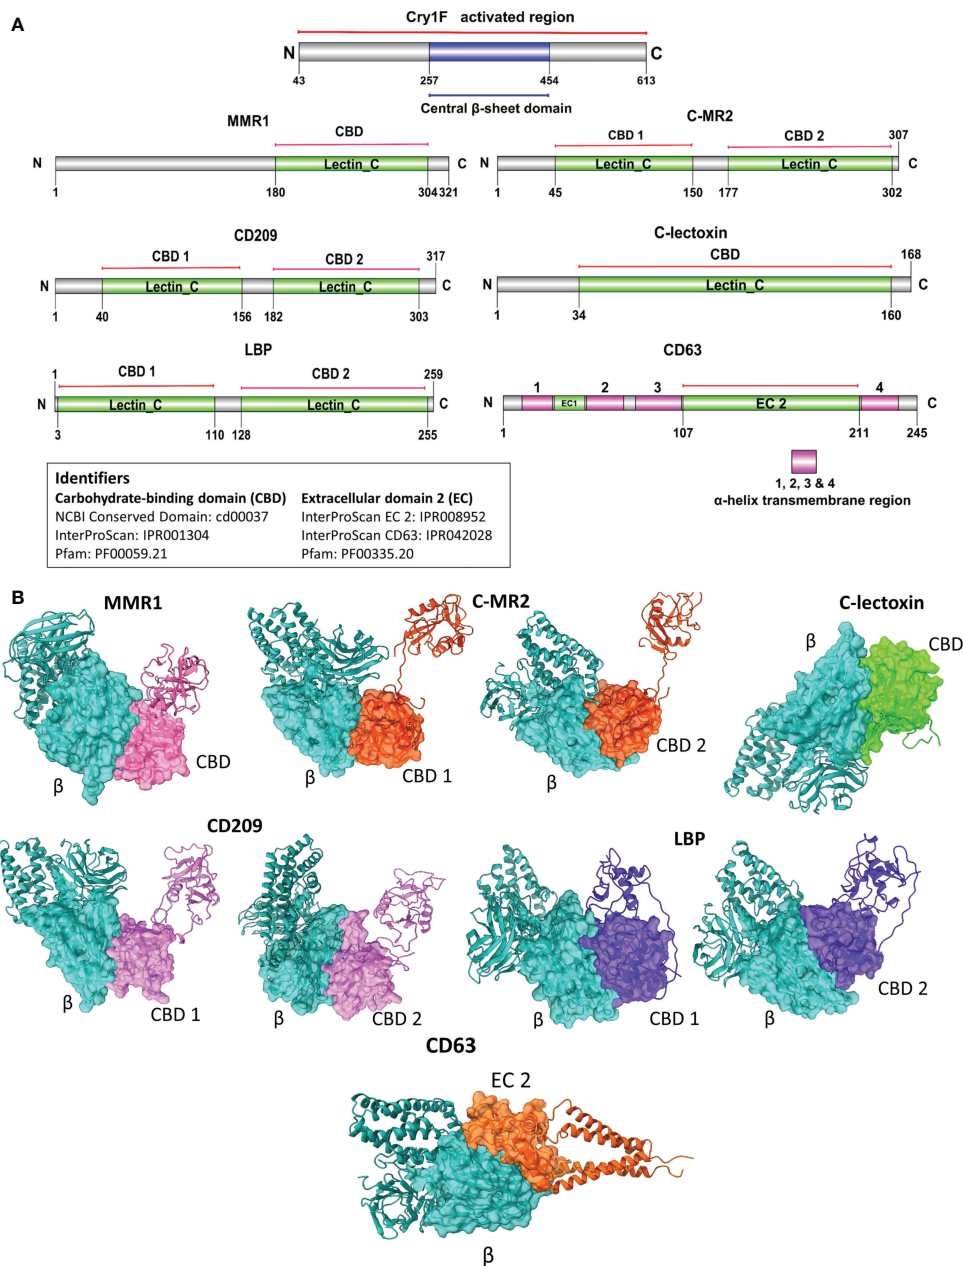 A
Cry1F activated region
N
C
43
257
454
613
Central β-sheet domain
MMR1
CBD
N
Lectin_C
C
1
180
304
321
C-MR2
CBD 1
CBD 2
307
N
Lectin_C
Lectin_C
C
1
45
150
177
302
CD209
CBD 1
CBD 2
317
N
Lectin_C
Lectin_C
C
1
40
156
182
303
C-lectoxin
CBD
168
N
Lectin_C
C
1
34
160
LBP
1
CBD 1
CBD 2
259
N
Lectin_C
Lectin_C
C
3
110
128
255
CD63
1
2
3
4
N
EC1
EC 2
C
1
107
211
245
1, 2, 3 & 4
α-helix transmembrane region
Identifiers
Carbohydrate-binding domain (CBD)
NCBI Conserved Domain: cd00037
InterProScan: IPR001304
Pfam: PF00059.21
Extracellular domain 2 (EC)
InterProScan EC 2: IPR008952
InterProScan CD63: IPR042028
Pfam: PF00335.20
B
MMR1
β
CBD
C-MR2
β
CBD 1
β
CBD 2
C-lectoxin
β
CBD
CD209
β
CBD 1
β
CBD 2
LBP
β
CBD 1
β
CBD 2
CD63
EC 2
β